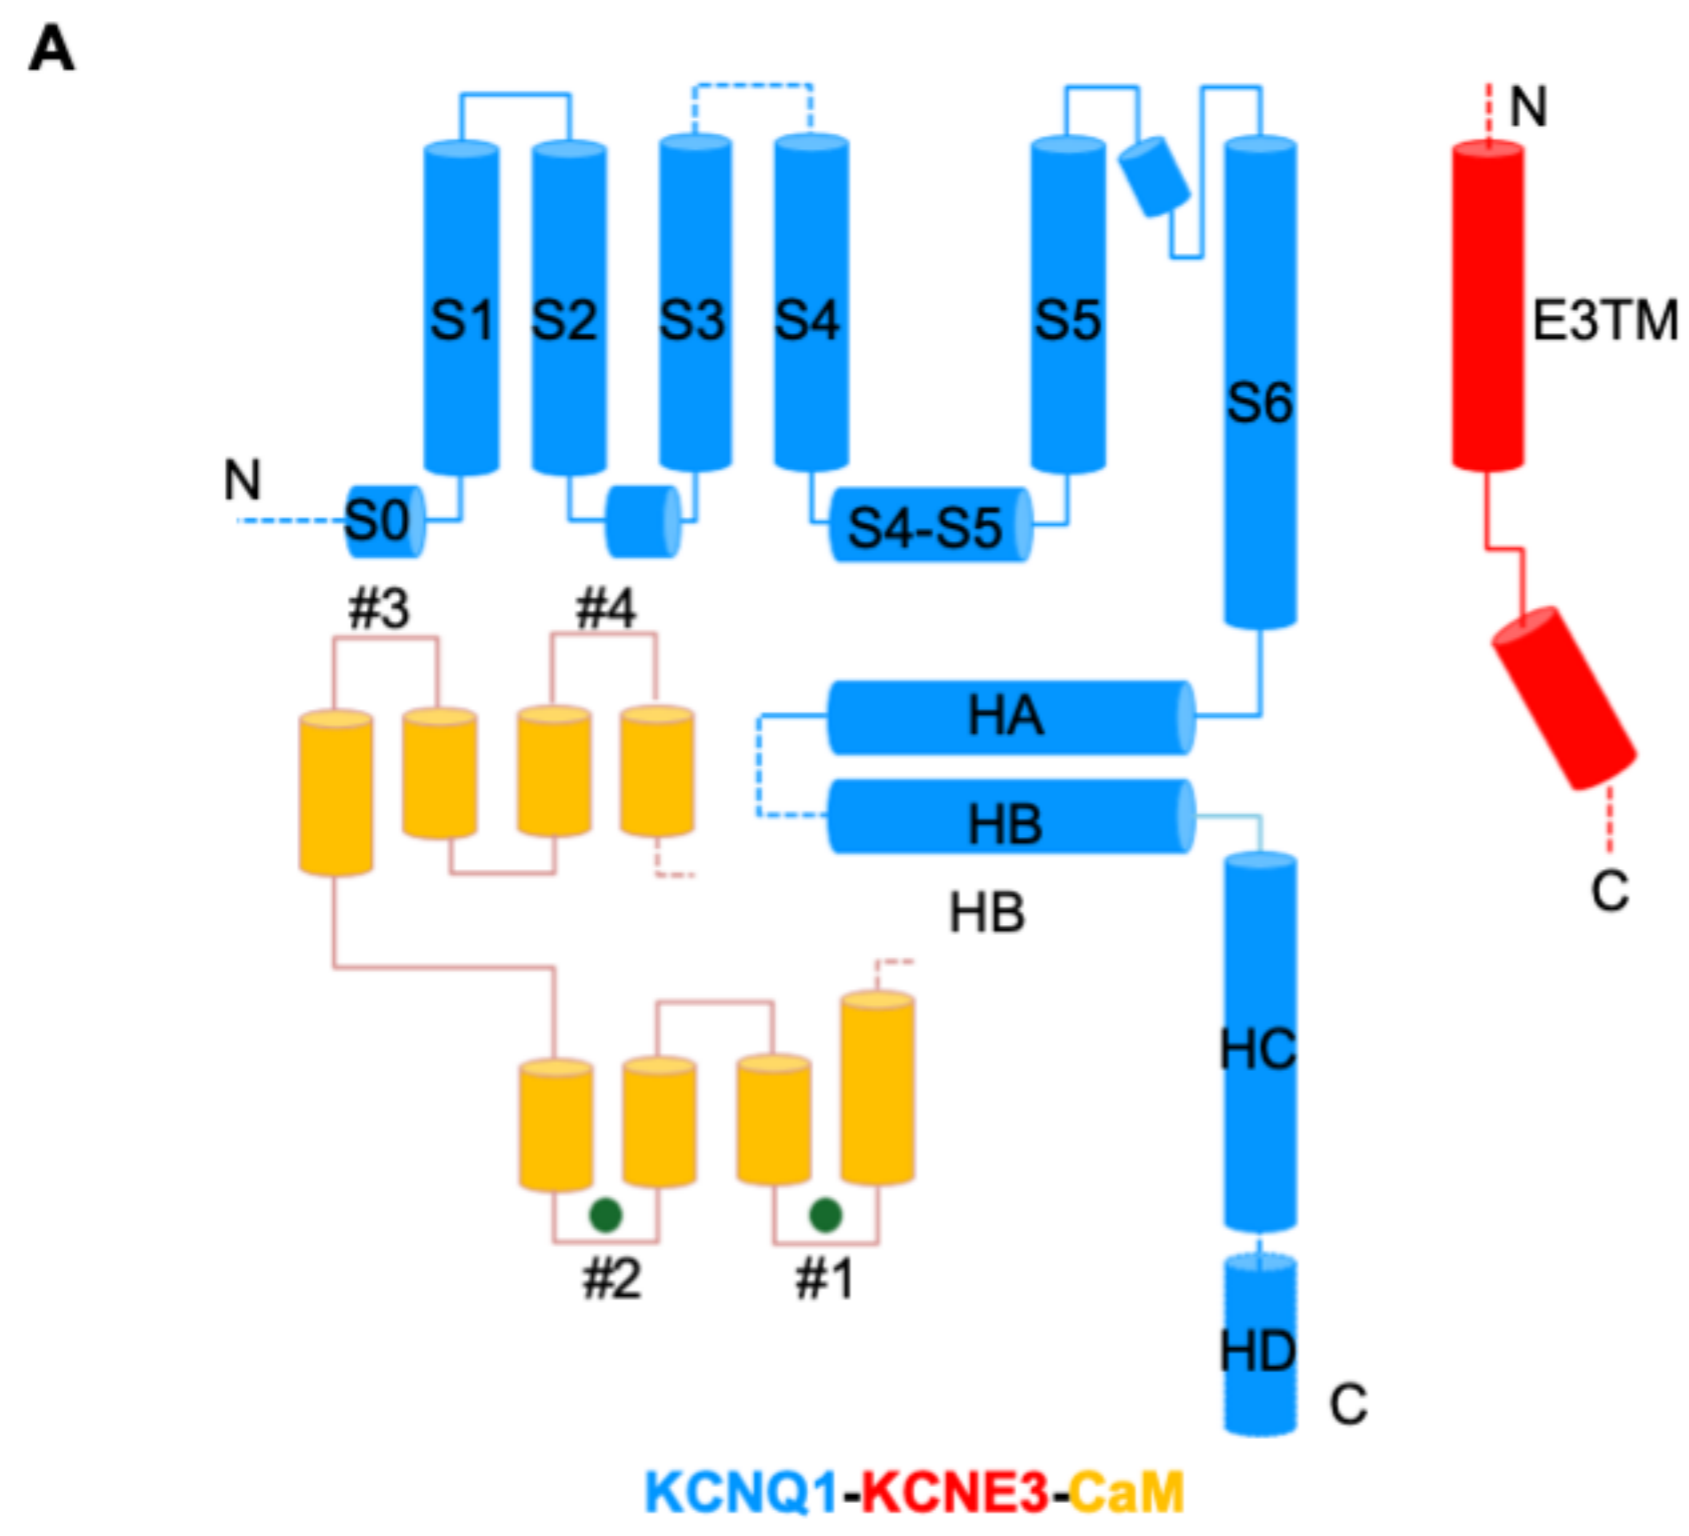 A
N
S1 S2 S3 S4 S5
E3TM
S6
N
S0
S4-S5
#3 #4
HA
HB
C
HB
HC
#2 #1
HD
C
KCNQ1-KCNE3-CaM